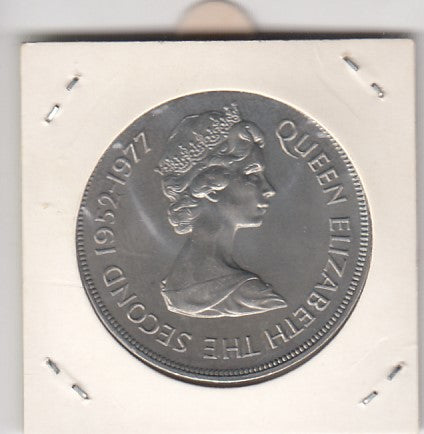 QUEEN ELIZABETH THE SECOND 1952-1977